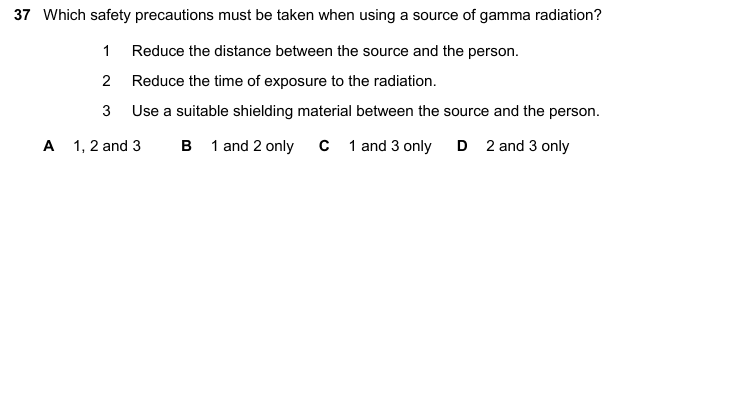 37 Which safety precautions must be taken when using a source of gamma radiation?
1 Reduce the distance between the source and the person.
2 Reduce the time of exposure to the radiation.
3 Use a suitable shielding material between the source and the person.
A 1, 2 and 3 B 1 and 2 only C 1 and 3 only D 2 and 3 only